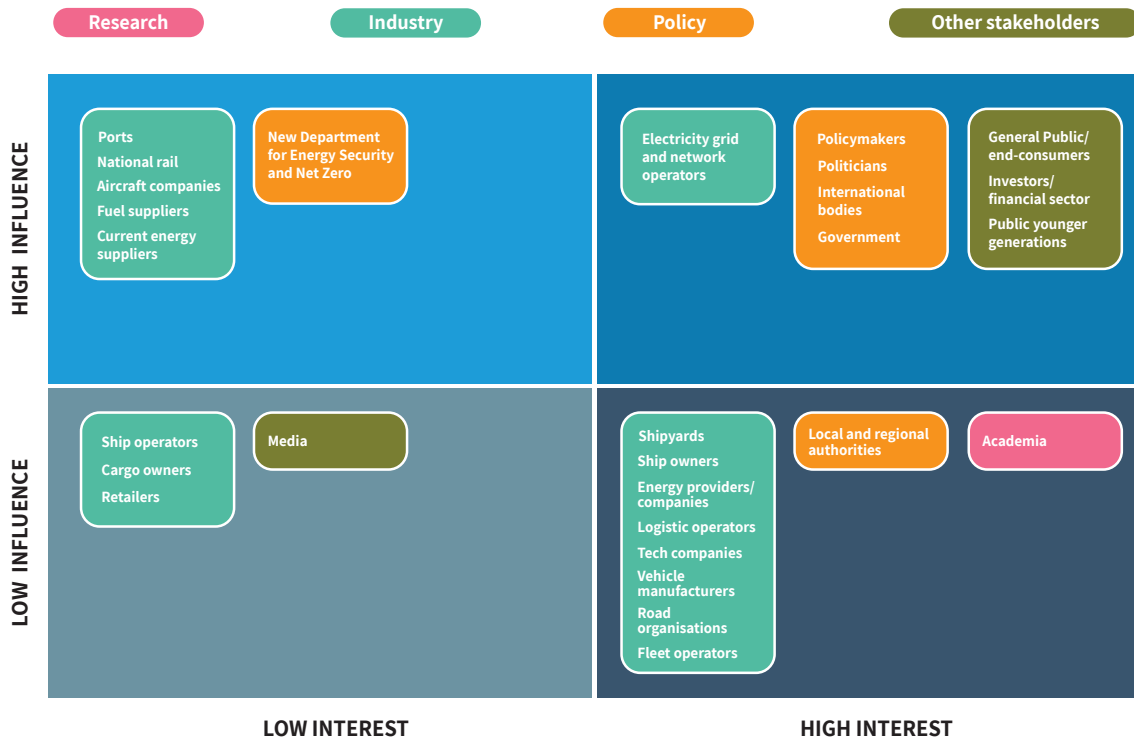 Research
Industry
Policy
Other stakeholders
HIGH INFLUENCE
Ports
National rail
Aircraft companies
Fuel suppliers
Current energy
suppliers
New Department
for Energy Security
and Net Zero
Electricity grid
and network
operators
Policymakers
Politicians
International
bodies
Government
General Public/
end-consumers
Investors/
financial sector
Public younger
generations
LOW INFLUENCE
Ship operators
Cargo owners
Retailers
Media
Shipyards
Ship owners
Energy providers/
companies
Logistic operators
Tech companies
Vehicle
manufacturers
Road
organisations
Fleet operators
Local and regional
authorities
Academia
LOW INTEREST
HIGH INTEREST